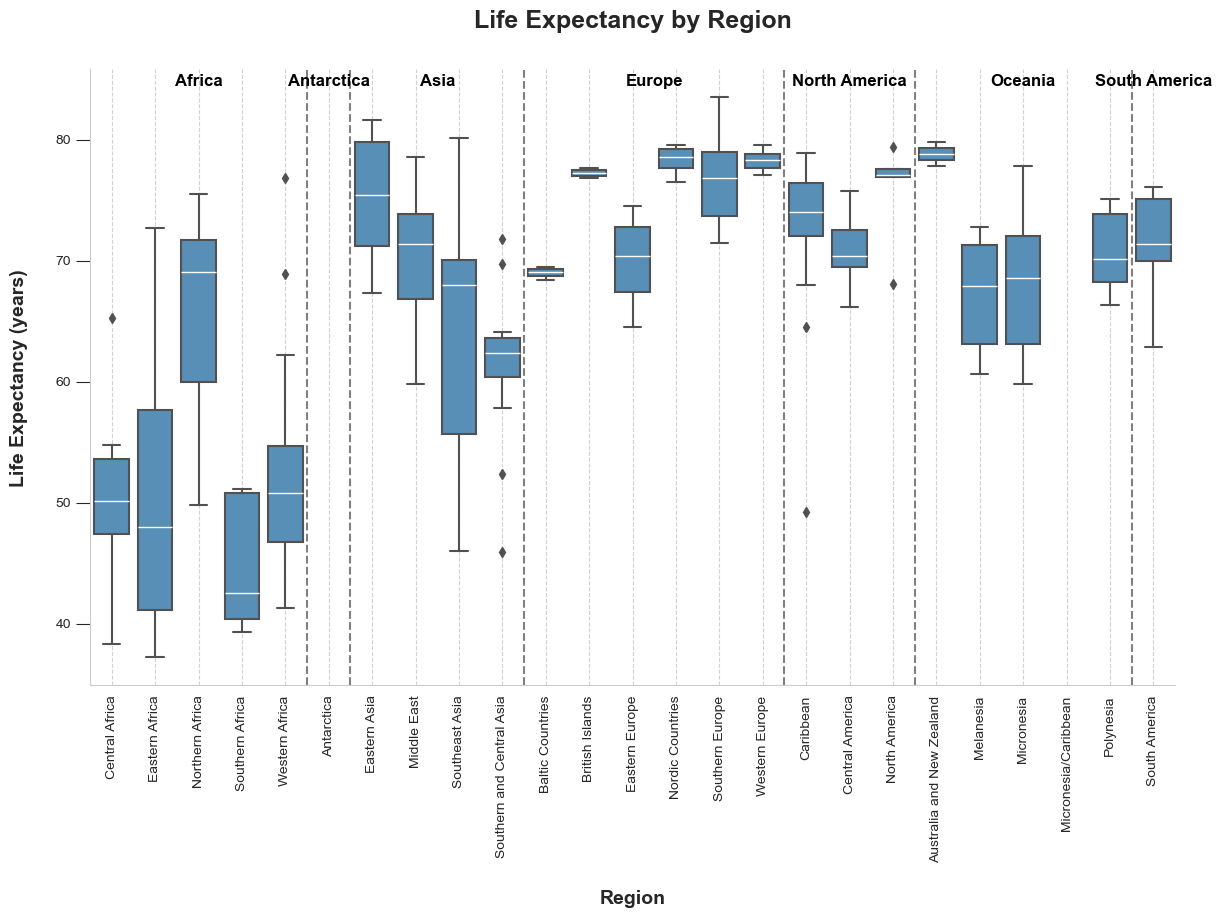 Life Expectancy by Region
Africa
Antarctica
Asia
Europe
North America
Oceania
South America
Life Expectancy (years)
80
70
60
50
40
Central Africa
Eastern Africa
Northern Africa
Southern Africa
Western Africa
Antarctica
Eastern Asia
Middle East
Southeast Asia
Southern and Central Asia
Baltic Countries
British Islands
Eastern Europe
Nordic Countries
Southern Europe
Western Europe
Caribbean
Central America
North America
Australia and New Zealand
Melanesia
Micronesia
Micronesia/Caribbean
Polynesia
South America
Region